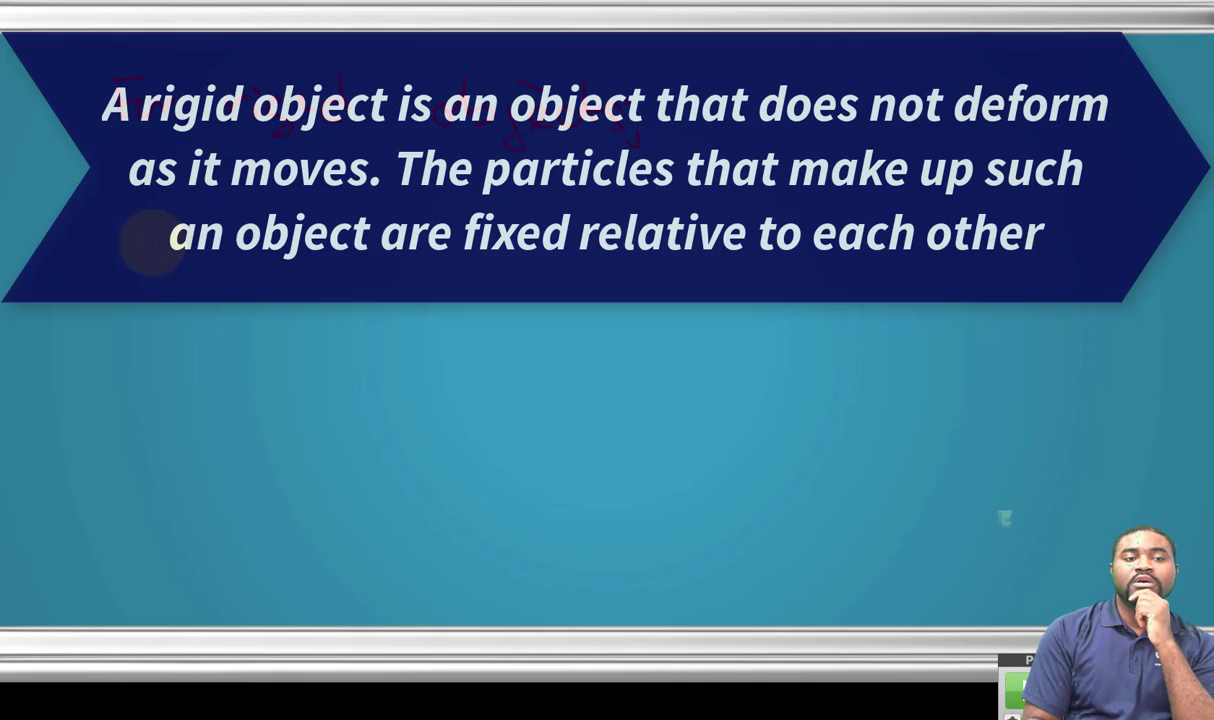 A rigid object is an object that does not deform
as it moves. The particles that make up such
an object are fixed relative to each other